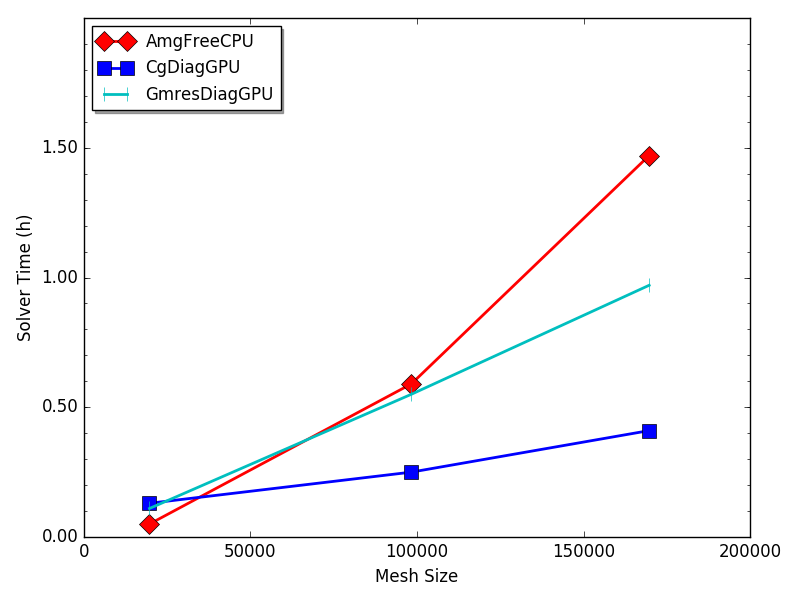 AmgFreeCPU
CgDiagGPU
GmresDiagGPU
Solver Time (h)
1.50
1.00
0.50
0.00
0
50000
100000
150000
200000
Mesh Size